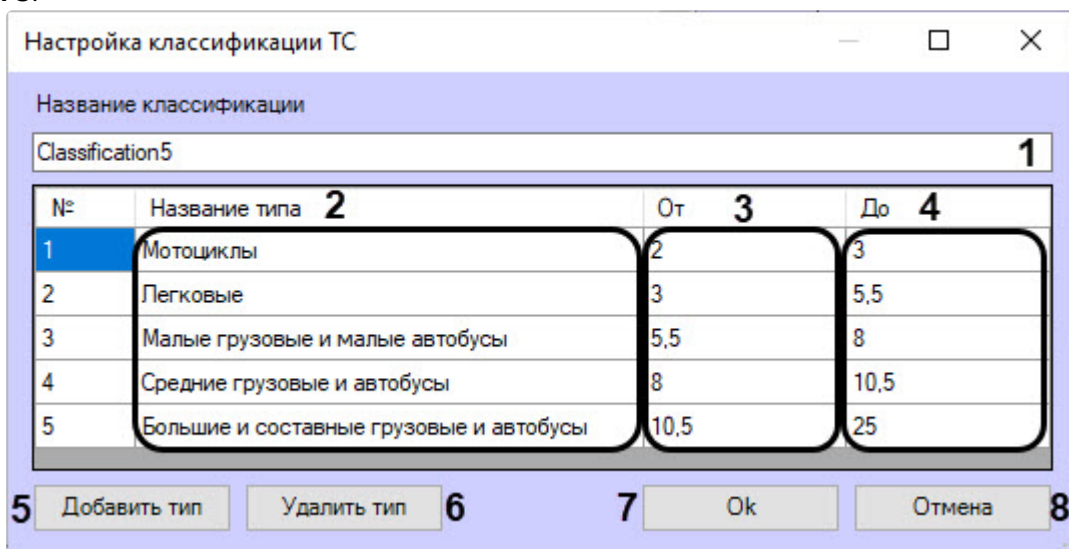 Настройка классификации ТС
Название классификации
Classification5 1
№ Название типа 2 От 3 До 4
1 Мотоциклы 2 3
2 Легковые 3 5,5
3 Малые грузовые и малые автобусы 5,5 8
4 Средние грузовые и автобусы 8 10,5
5 Большие и составные грузовые и автобусы 10,5 25
5 Добавить тип Удалить тип 6 7 Ok Отмена 8